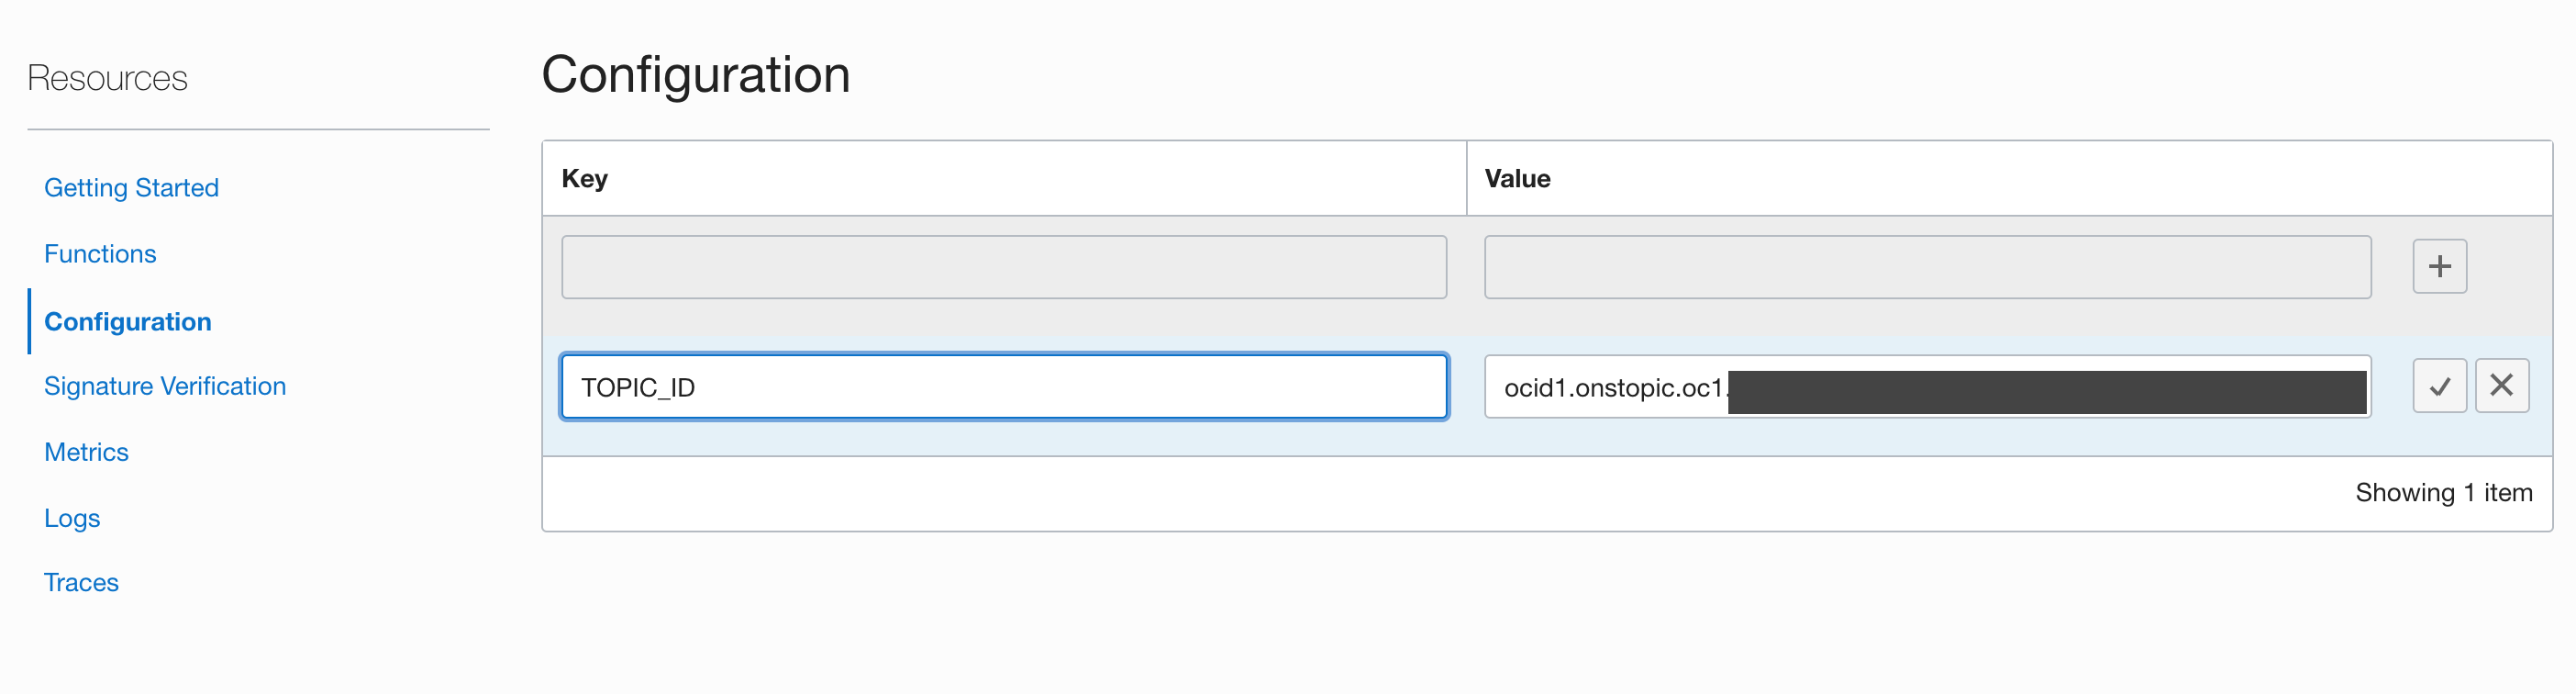 Resources
Getting Started
Functions
Configuration
Signature Verification
Metrics
Logs
Traces
Configuration
Key Value
TOPIC_ID ocid1.onstopic.oc1.
Showing 1 item